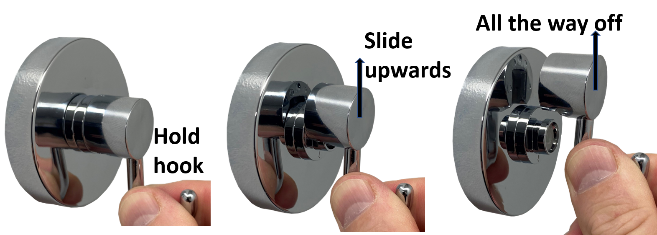 Hold
hook
Slide
upwards
All the way off